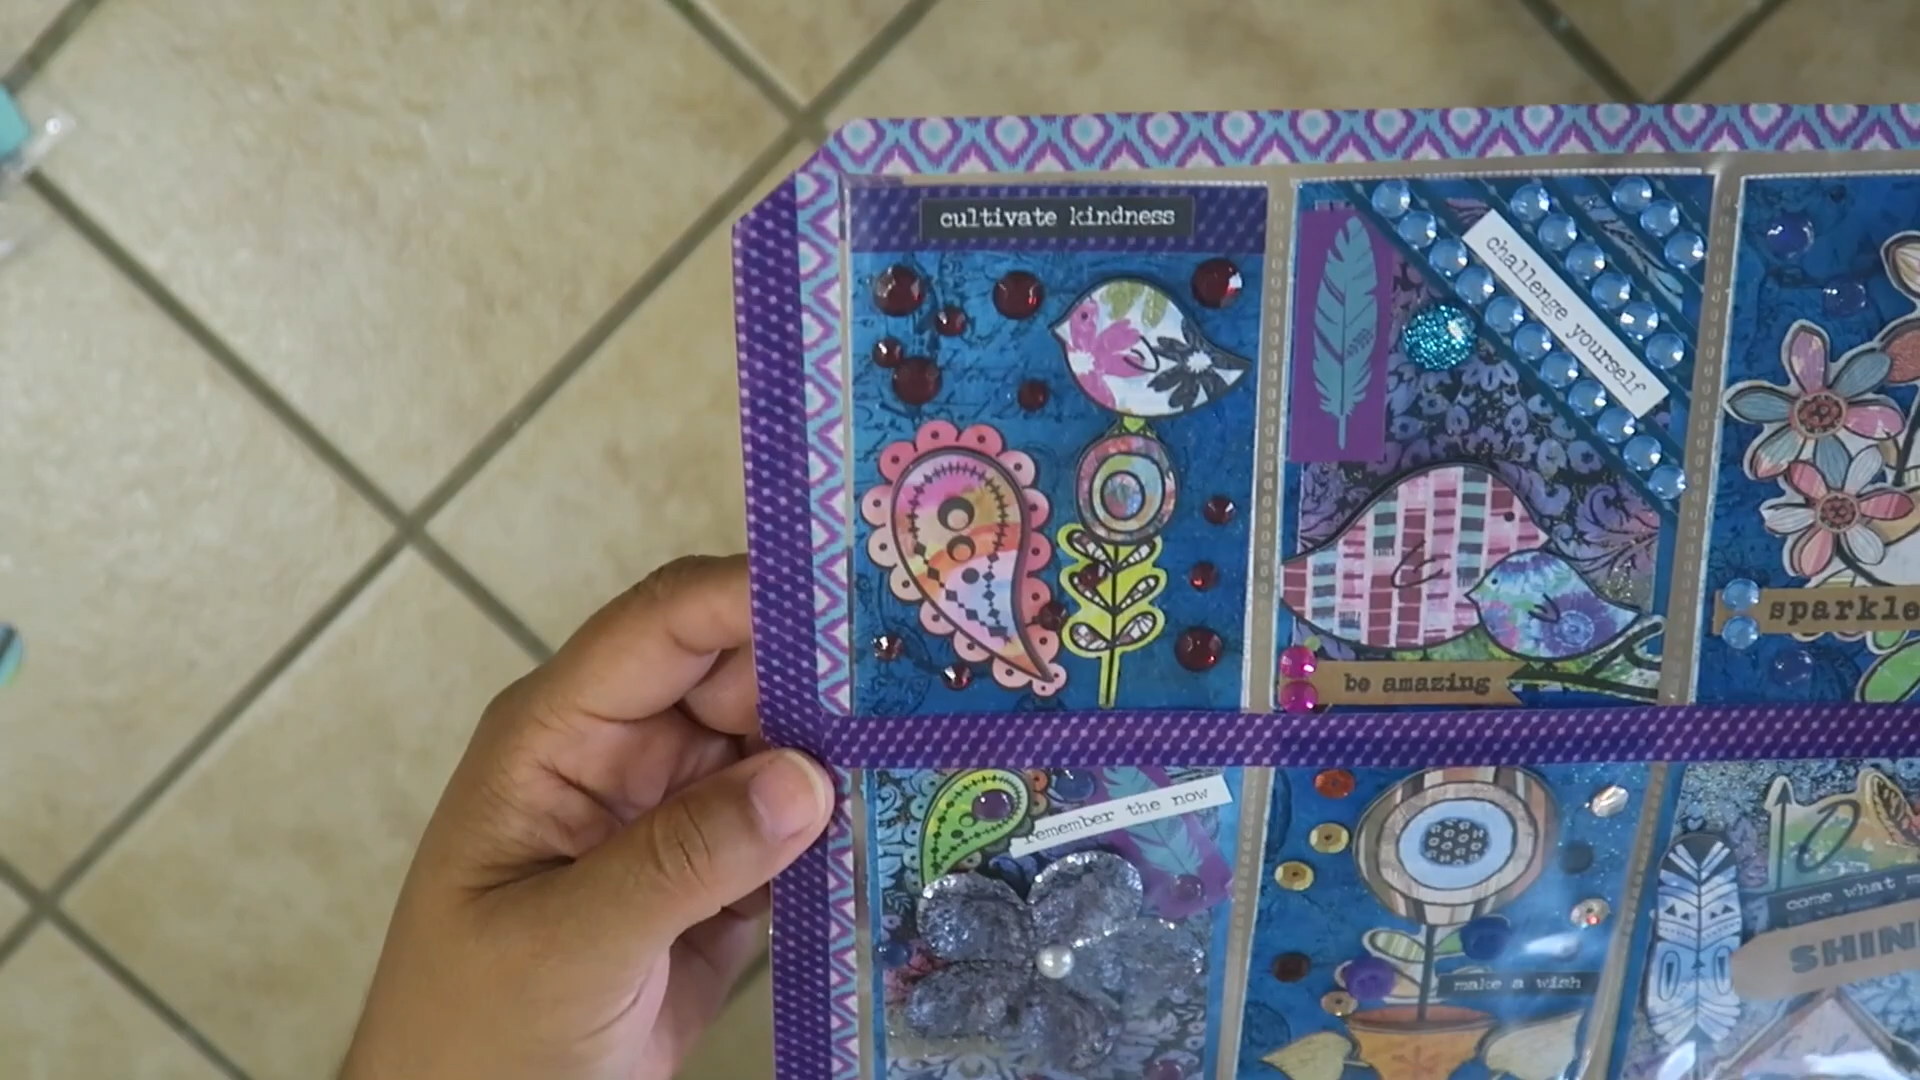 cultivate kindness
challenge yourself
sparkle
be amazing
remember the now
make a wish
come what m
SHIN